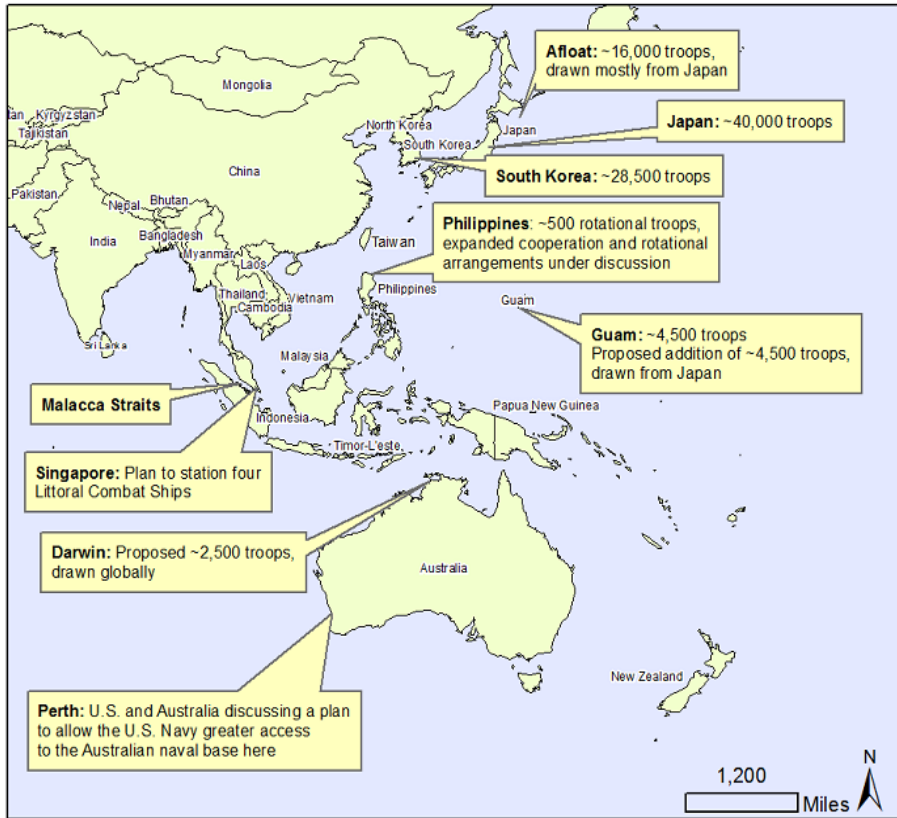 Afloat: ~16,000 troops,
drawn mostly from Japan
Mongolia
tan
Kyrgyzstan
Tajikistan
North Korea
Japan
Japan: ~40,000 troops
South Korea
China
South Korea: ~28,500 troops
Pakistan
Nepal
Bhutan
Philippines: ~500 rotational troops,
expanded cooperation and rotational
arrangements under discussion
India
Bangladesh
Taiwan
Myanmar
Laos
Thailand
Vietnam
Cambodia
Philippines
Guam
Sri Lanka
Guam: ~4,500 troops
Proposed addition of ~4,500 troops,
drawn from Japan
Malaysia
Malacca Straits
Indonesia
Papua New Guinea
Timor-L'este
Singapore: Plan to station four
Littoral Combat Ships
Darwin: Proposed ~2,500 troops,
drawn globally
Australia
New Zealand
Perth: U.S. and Australia discussing a plan
to allow the U.S. Navy greater access
to the Australian naval base here
N
1,200
Miles